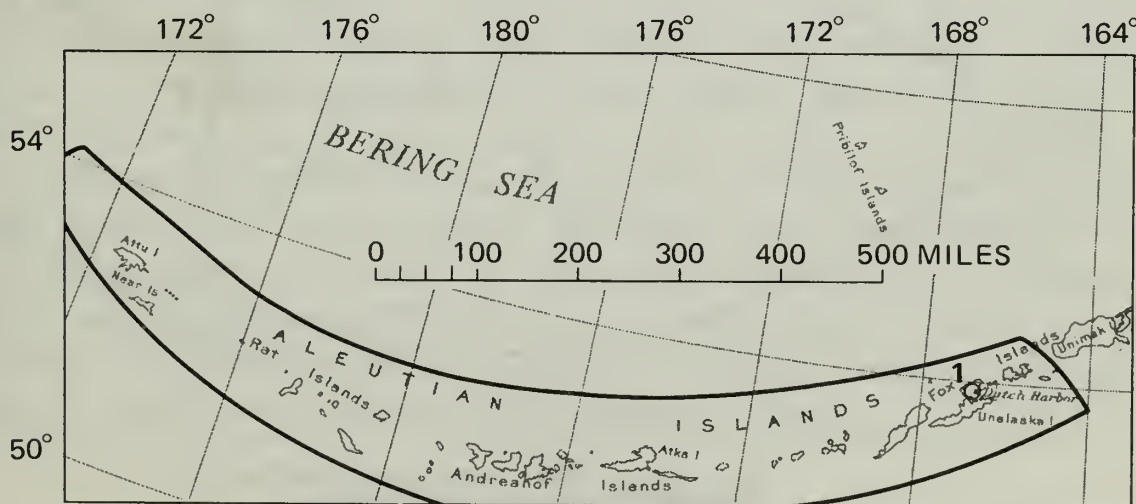 172° 176° 180° 176° 172° 168° 164°
54°
50°
BERING SEA
Pribilof Islands
0 100 200 300 400 500 MILES
Attu I
Near Is
ALEUTIAN ISLANDS
Rat Islands
Andreanof Islands
Atka I
1
Fox Islands
Unimak I
Dutch Harbor
Unalaska I